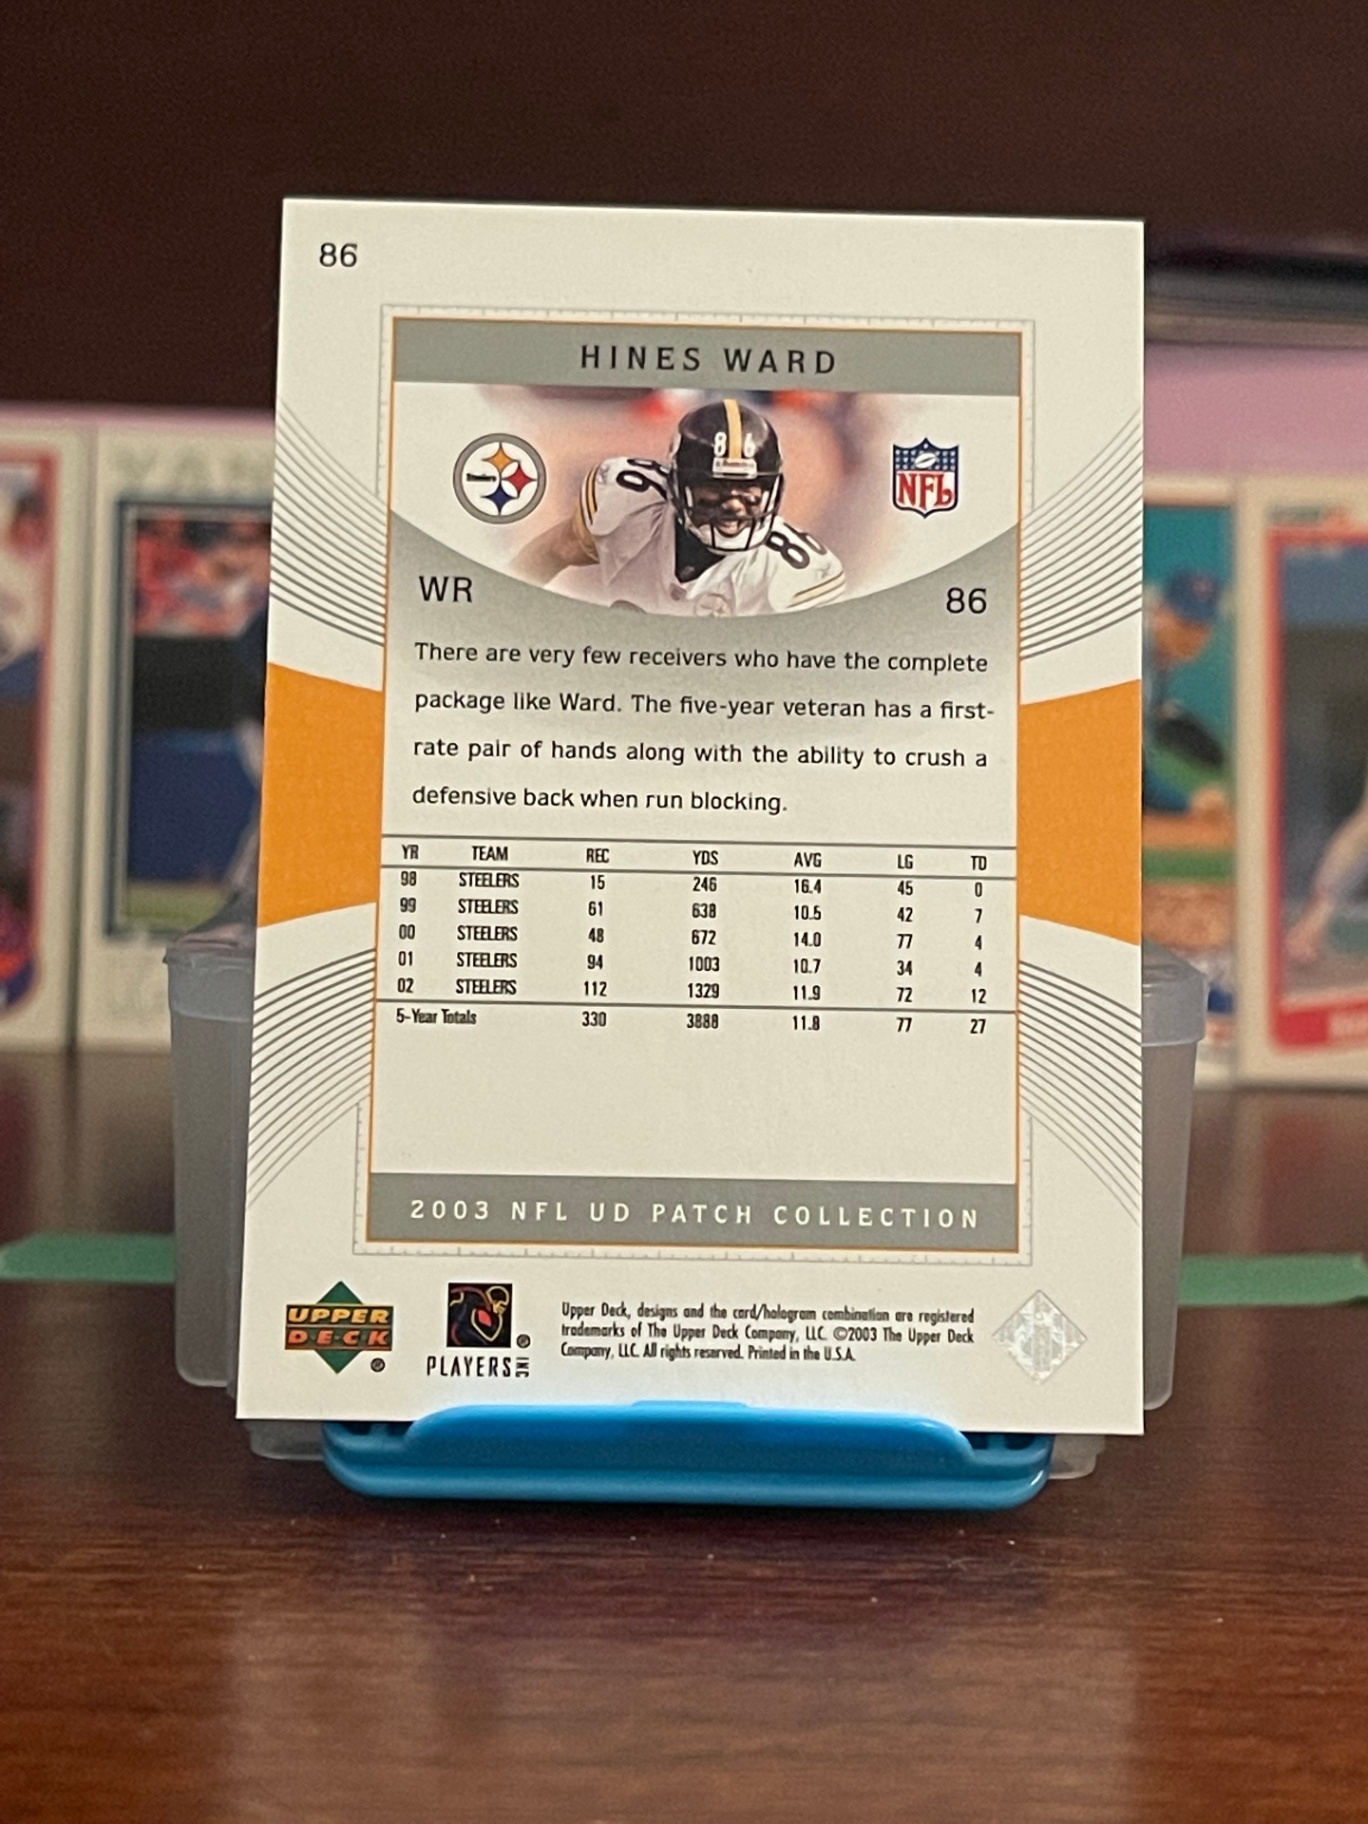 86
HINES WARD
86
86
86
NFL
WR
86
There are very few receivers who have the complete
package like Ward. The five-year veteran has a first-
rate pair of hands along with the ability to crush a
defensive back when run blocking.
YR TEAM REC YDS AVG LG TD
98 STEELERS 15 246 16.4 45 0
99 STEELERS 61 638 10.5 42 7
00 STEELERS 48 672 14.0 77 4
01 STEELERS 94 1003 10.7 34 4
02 STEELERS 112 1329 11.9 72 12
5-Year Totals 330 3888 11.8 77 27
2003 NFL UD PATCH COLLECTION
UPPER
DECK
®
®
PLAYERS INC
Upper Deck, designs and the card/hologram combination are registered
trademarks of The Upper Deck Company, LLC. ©2003 The Upper Deck
Company, LLC. All rights reserved. Printed in the U.S.A.